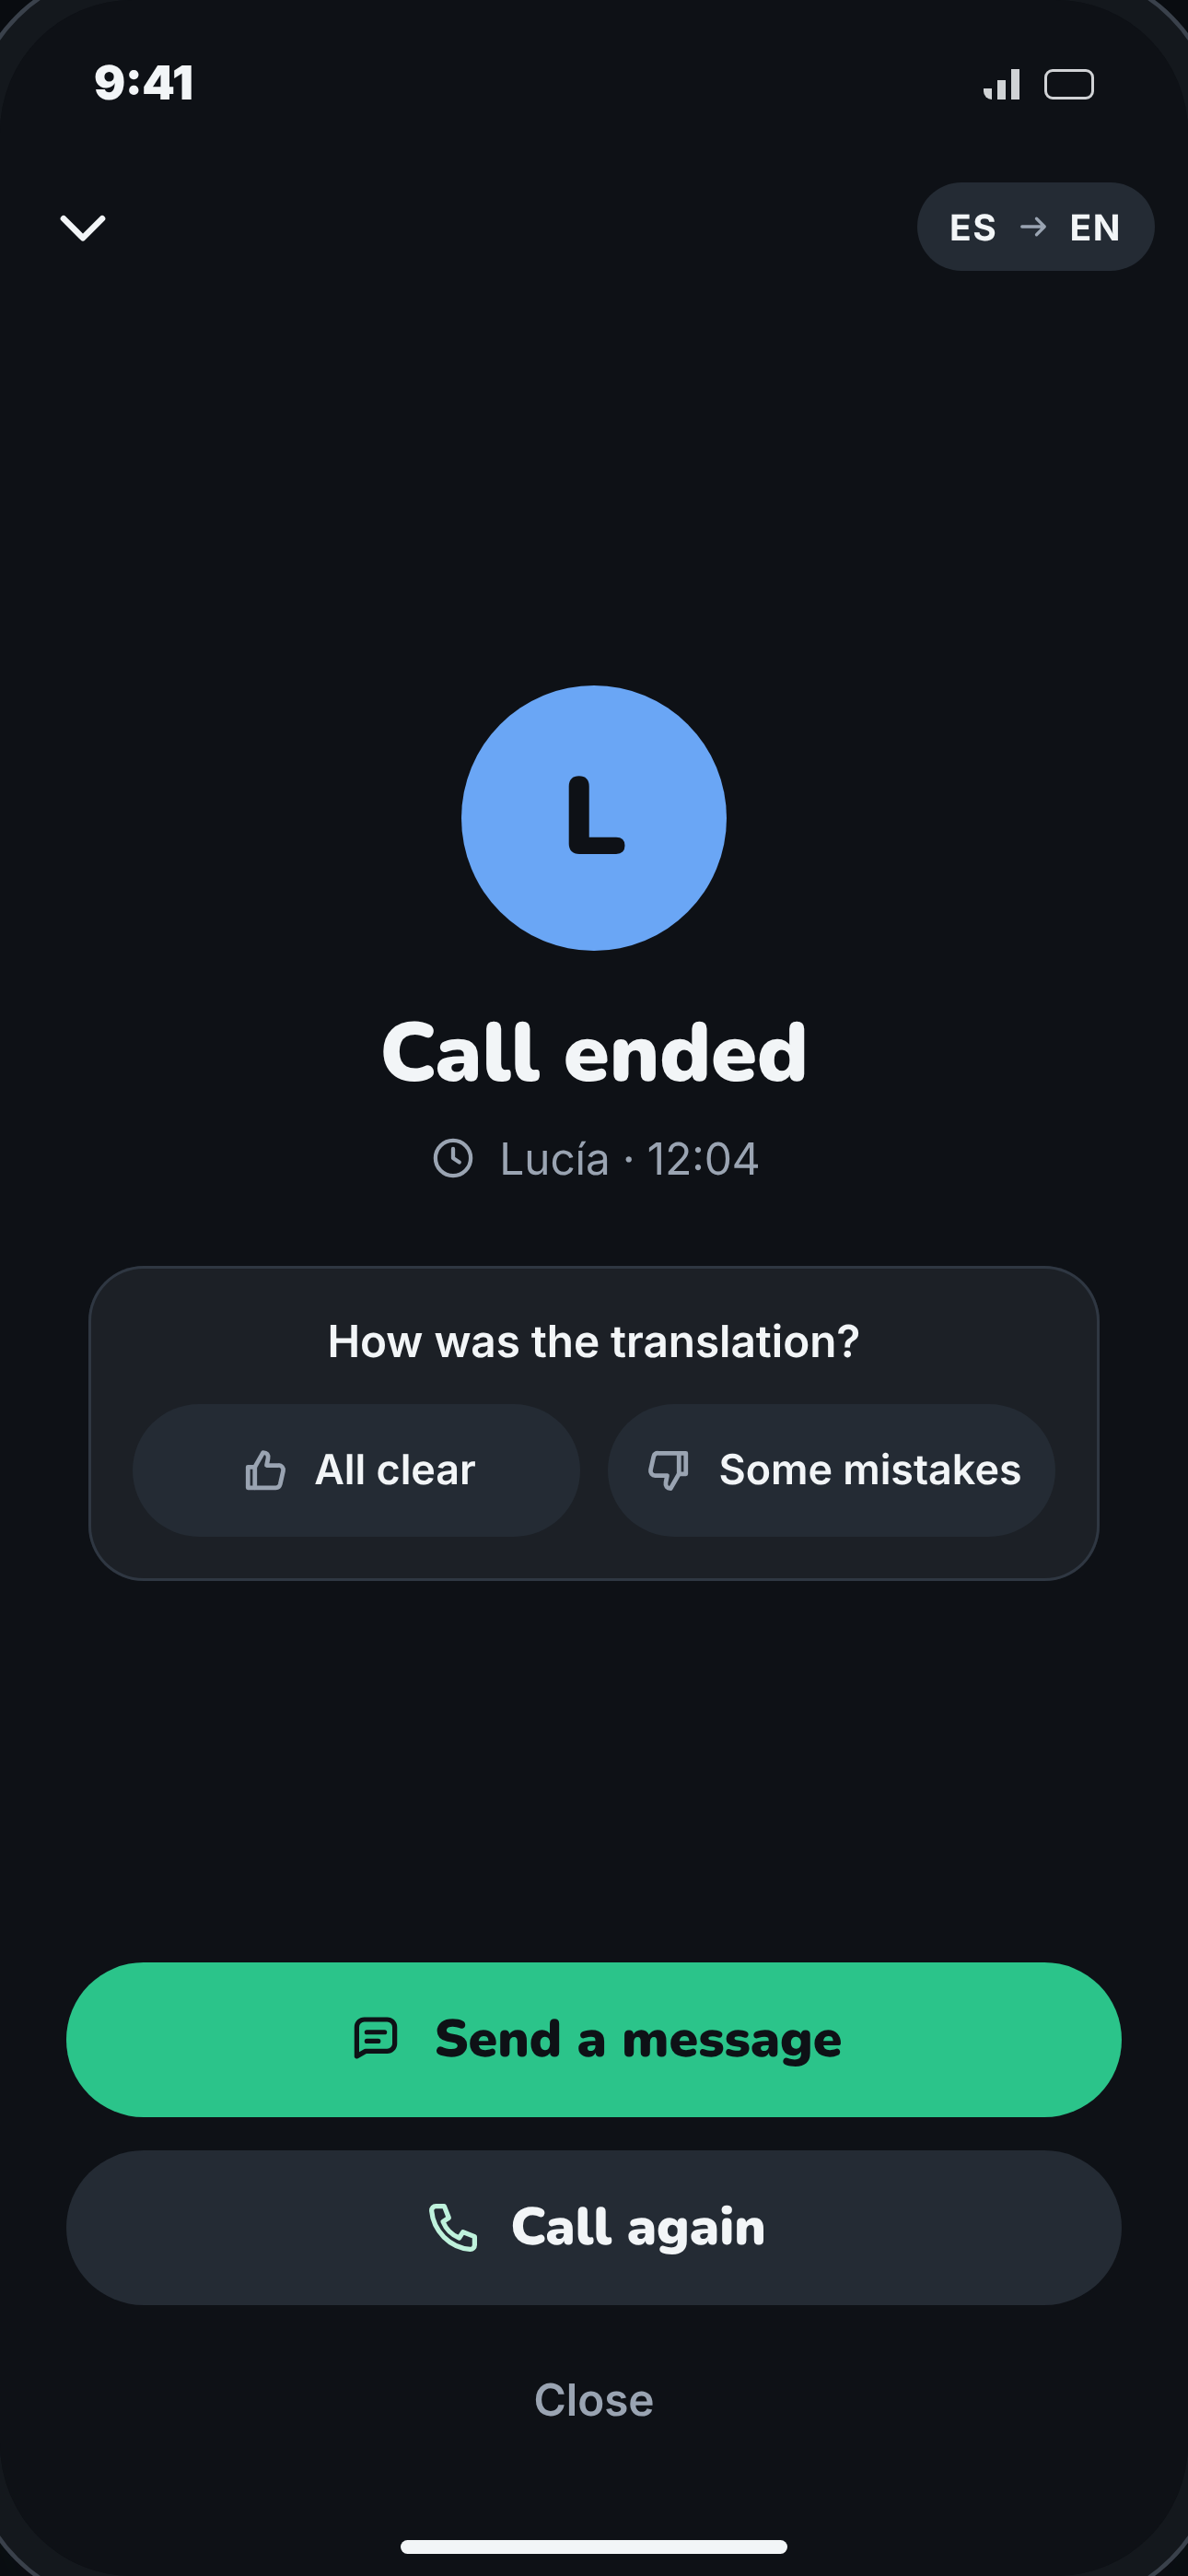 9:41
ES → EN
L
Call ended
Lucía · 12:04
How was the translation?
All clear
Some mistakes
Send a message
Call again
Close